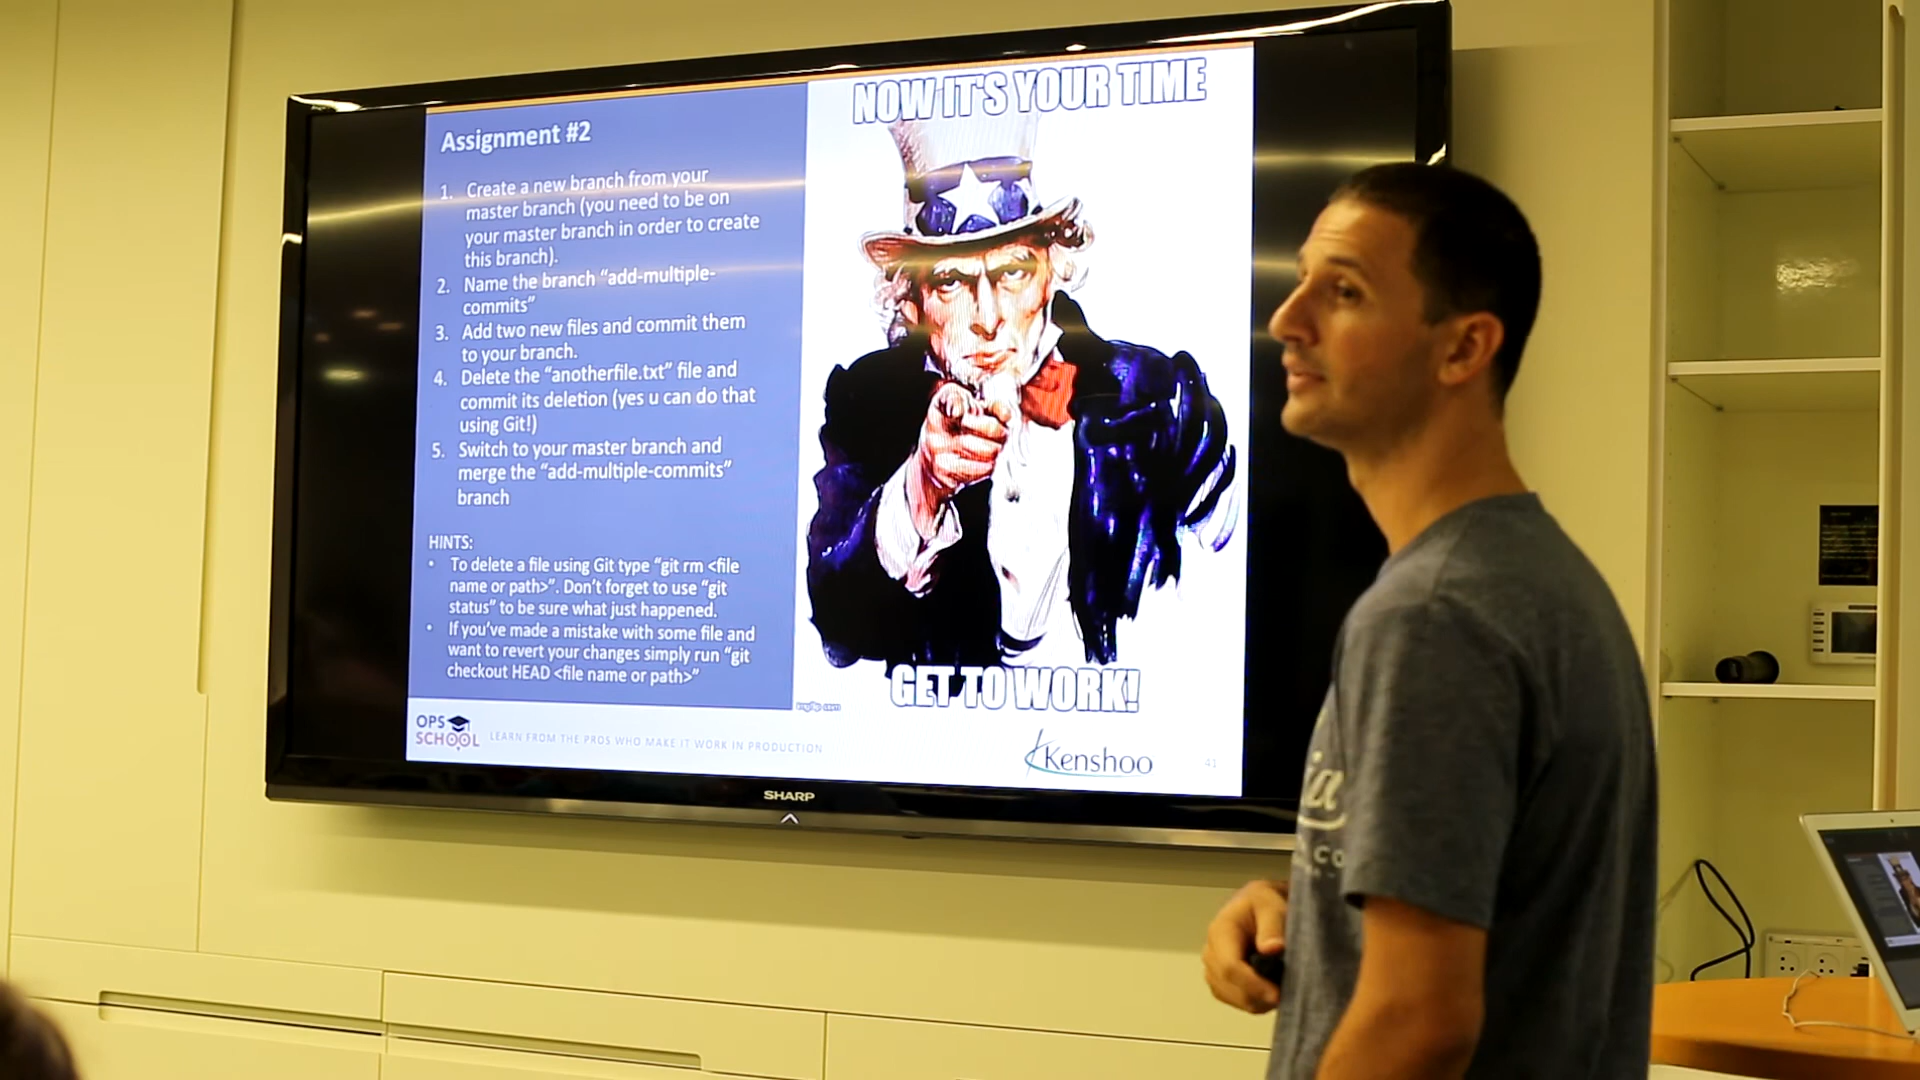 NOW IT'S YOUR TIME
Assignment #2
1. Create a new branch from your
master branch (you need to be on
your master branch in order to create
this branch).
2. Name the branch “add-multiple-
commits”
3. Add two new files and commit them
to your branch.
4. Delete the “anotherfile.txt” file and
commit its deletion (yes u can do that
using Git!)
5. Switch to your master branch and
merge the “add-multiple-commits”
branch
HINTS:
• To delete a file using Git type “git rm <file
name or path>”. Don’t forget to use “git
status” to be sure what just happened.
• If you’ve made a mistake with some file and
want to revert your changes simply run “git
checkout HEAD <file name or path>”
GET TO WORK!
imgflip.com
OPS
SCHOOL
LEARN FROM THE PROS WHO MAKE IT WORK IN PRODUCTION
Kenshoo
41
SHARP